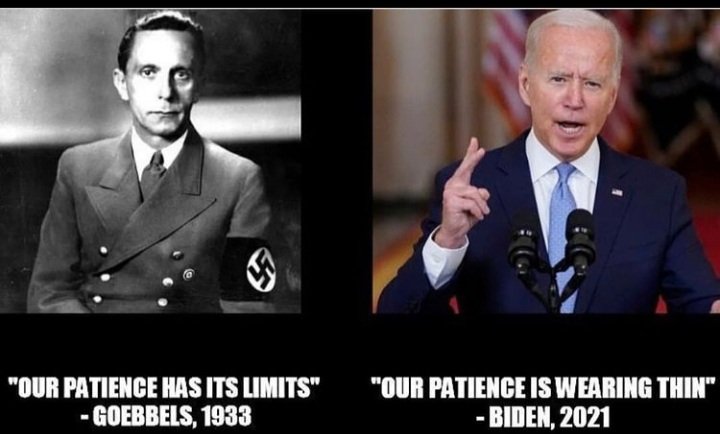 "OUR PATIENCE HAS ITS LIMITS"
- GOEBBELS, 1933
"OUR PATIENCE IS WEARING THIN"
- BIDEN, 2021